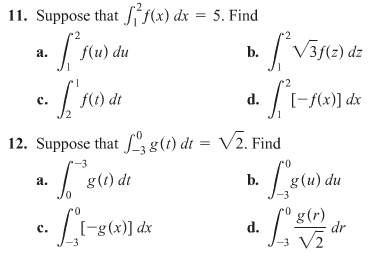 11. Suppose that ∫₁² f(x) dx = 5. Find
a. ∫₁² f(u) du b. ∫₁² √3 f(z) dz
c. ∫₂¹ f(t) dt d. ∫₁² [−f(x)] dx
12. Suppose that ∫₋₃⁰ g(t) dt = √2. Find
a. ∫₀⁻³ g(t) dt b. ∫₋₃⁰ g(u) du
c. ∫₋₃⁰ [−g(x)] dx d. ∫₋₃⁰ g(r)/√2 dr